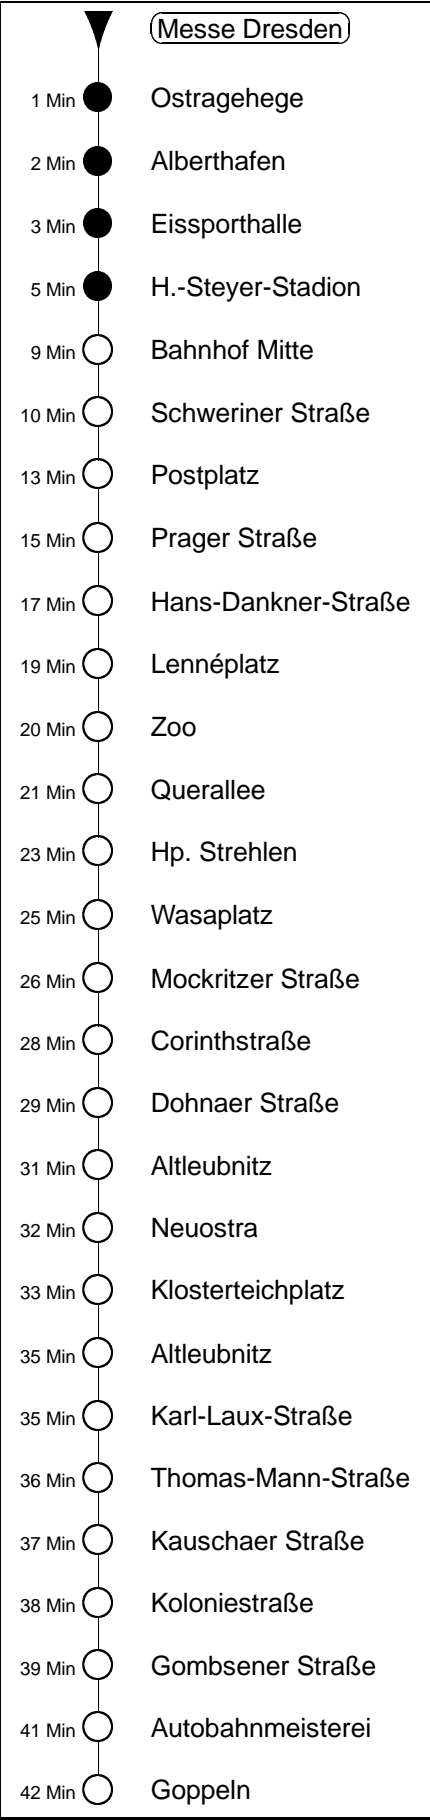 Messe Dresden
1 Min Ostragehege
2 Min Alberthafen
3 Min Eissporthalle
5 Min H.-Steyer-Stadion
9 Min Bahnhof Mitte
10 Min Schweriner Straße
13 Min Postplatz
15 Min Prager Straße
17 Min Hans-Dankner-Straße
19 Min Lennéplatz
20 Min Zoo
21 Min Querallee
23 Min Hp. Strehlen
25 Min Wasaplatz
26 Min Mockritzer Straße
28 Min Corinthstraße
29 Min Dohnaer Straße
31 Min Altleubnitz
32 Min Neuostra
33 Min Klosterteichplatz
35 Min Altleubnitz
35 Min Karl-Laux-Straße
36 Min Thomas-Mann-Straße
37 Min Kauschaer Straße
38 Min Koloniestraße
39 Min Gombsener Straße
41 Min Autobahnmeisterei
42 Min Goppeln